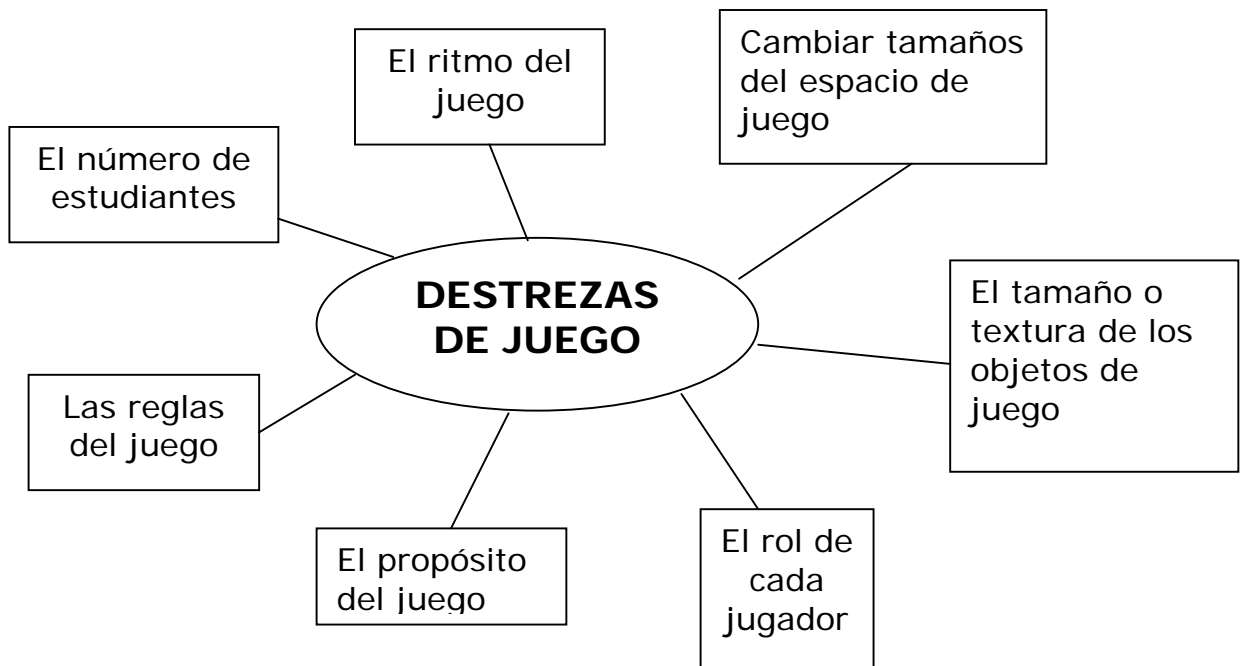 El ritmo del
juego
Cambiar tamaños
del espacio de
juego
El número de
estudiantes
DESTREZAS
DE JUEGO
El tamaño o
textura de los
objetos de
juego
Las reglas
del juego
El propósito
del juego
El rol de
cada
jugador